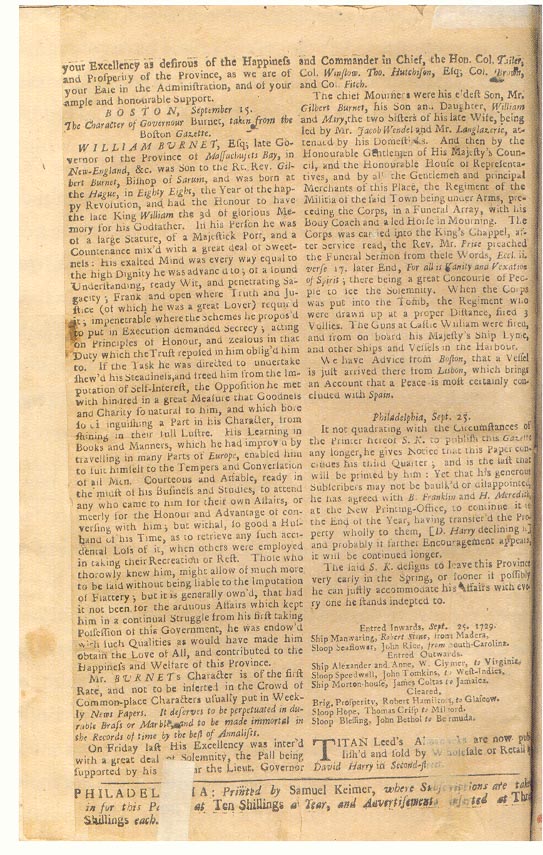 your Excellency as desirous of the Happiness
and Prosperity of the Province, as we are of
your Ease in the Administration, and of your
ample and honourable Support.
BOSTON, September 15.
The Character of Governour Burnet, taken from the
Boston Gazette.
WILLIAM BURNET, Esq; late Go-
vernor of the Province of Massachusets Bay, in
New-England, &c. was Son to the Rt. Rev. Gil-
bert Burnet, Bishop of Sarum, and was born at
the Hague, in Eighty Eight, the Year of the hap-
py Revolution, and had the Honour to have
the late King William the 3d of glorious Me-
mory for his Godfather. In his Person he was
of a large Stature, of a Majestick Port, and a
Countenance mix'd with a great deal of Sweet-
ness: His exalted Mind was every way equal to
the high Dignity he was advanc'd to; of a sound
Understanding, ready Wit, and penetrating Sa-
gacity; Frank and open where Truth and Ju-
stice (of which he was a great Lover) requir'd
it; impenetrable where the Schemes he propos'd
to put in Execution demanded Secrecy; acting
on Principles of Honour, and zealous in that
Duty which the Trust reposed in him oblig'd him
to. If the Task he was directed to undertake
shew'd his Steadiness, and freed him from the Im-
putation of Self-Interest, the Opposition he met
with hindred in a great Measure that Goodness
and Charity so natural to him, and which bore
so inguishing a Part in his Character, from
shining in their full Lustre. His Learning in
Books and Manners, which he had improv'd by
travelling in many Parts of Europe, enabled him
to suit himself to the Tempers and Conversation
of all Men. Courteous and Affable, ready in
the midst of his Business and Studies, to attend
any who came to him for their own Affairs, or
meerly for the Honour and Advantage of con-
versing with him; but withal, so good a Hus-
band of his Time, as to retrieve any such acci-
dental Loss of it, when others were employed
in taking their Recreation or Rest. Those who
thorowly knew him, might allow of much more
to be said without being liable to the Imputation
of Flattery; but it is generally own'd, that had
it not been for the arduous Affairs which kept
him in a continual Struggle from his first taking
Possession of this Government, he was endow'd
with such Qualities as would have made him
obtain the Love of All, and contributed to the
Happiness and Welfare of this Province.
Mr. BURNET's Character is of the first
Rate, and not to be inserted in the Crowd of
Common-place Characters usually put in Week-
ly News Papers. It deserves to be perpetuated in du-
rable Brass or Marble, and to be made immortal in
the Records of time by the best of Annalists.
On Friday last His Excellency was inter'd
with a great deal of Solemnity, the Pall being
supported by his the Lieut. Governor
and Commander in Chief, the Hon. Col. Tailer,
Col. Winslow. Tho. Hutchison, Esq; Col.
and Col. Fitch.
The chief Mourners were his eldest Son, Mr.
Gilbert Burnet, his Son and Daughter, William
and Mary, the two Sisters of his late Wife, being
led by Mr. Jacob Wendel and Mr. Langlazerie, at-
tended by his Domesticks. And then by the
Honourable Gentlemen of His Majesty's Coun-
cil, and the Honourable House of Representa-
tives, and by all the Gentlemen and principal
Merchants of this Place, the Regiment of the
Militia of the said Town being under Arms, pre-
ceding the Corps, in a Funeral Array, with his
Body Coach and a led Horse in Mourning. The
Corps was carried into the King's Chappel, af-
ter Service read, the Rev. Mr. Price preached
the Funeral Sermon from these Words, Eccl. ii.
verse 17. later End, For all is Vanity and Vexation
of Spirit; there being a great Concourse of Peo-
ple to see the Solemnity. When the Corps
was put into the Tomb, the Regiment who
were drawn up at a proper Distance, fired 3
Vollies. The Guns at Castle William were fired,
and from on board his Majesty's Ship Lyme,
and other Ships and Vessels in the Harbour.
We have Advice from Boston, that a Vessel
is just arrived there from Lisbon, which brings
an Account that a Peace is most certainly con-
cluded with Spain.
Philadelphia, Sept. 25.
It not quadrating with the Circumstances of
the Printer hereof S. K. to publish this Gazette
any longer, he gives Notice that this Paper con-
cludes his third Quarter; and is the last that
will be printed by him: Yet that his generous
Subscribers may not be baulk'd or disappointed,
he has agreed with B. Franklin and H. Meredith,
at the New Printing-Office, to continue it to
the End of the Year, having transfer'd the Pro-
perty wholly to them, [D. Harry declining it]
and probably if farther Encouragement appears,
it will be continued longer.
The said S. K. designs to leave this Province
very early in the Spring, or sooner if possibly
he can justly accommodate his Affairs with eve-
ry one he stands indepted to.
Entred Inwards, Sept. 25. 1729.
Ship Manwaring, Robert Stone, from Madera,
Sloop Seaflower, John Rice, from South-Carolina.
Entred Outwards.
Ship Alexander and Anne, W. Clymer, to Virginia,
Sloop Speedwell, John Tomkins, to West-Indies,
Ship Morton-house, James Coltas to Jamaica,
Cleared,
Brig, Prosperity, Robert Hamilton, to Glasgow.
Sloop Hope, Thomas Crisp to Milford.
Sloop Blessing, John Bethol to Bermuda.
TITAN Leed's are now pub
lish'd and sold by Wholesale or Retail
David Harry in Second-street.
PHILADELPHIA: Printed by Samuel Keimer, where Subscriptions are take
in for this at Ten Shillings a Year, and Advertisements inserted at Thre
Shillings each.